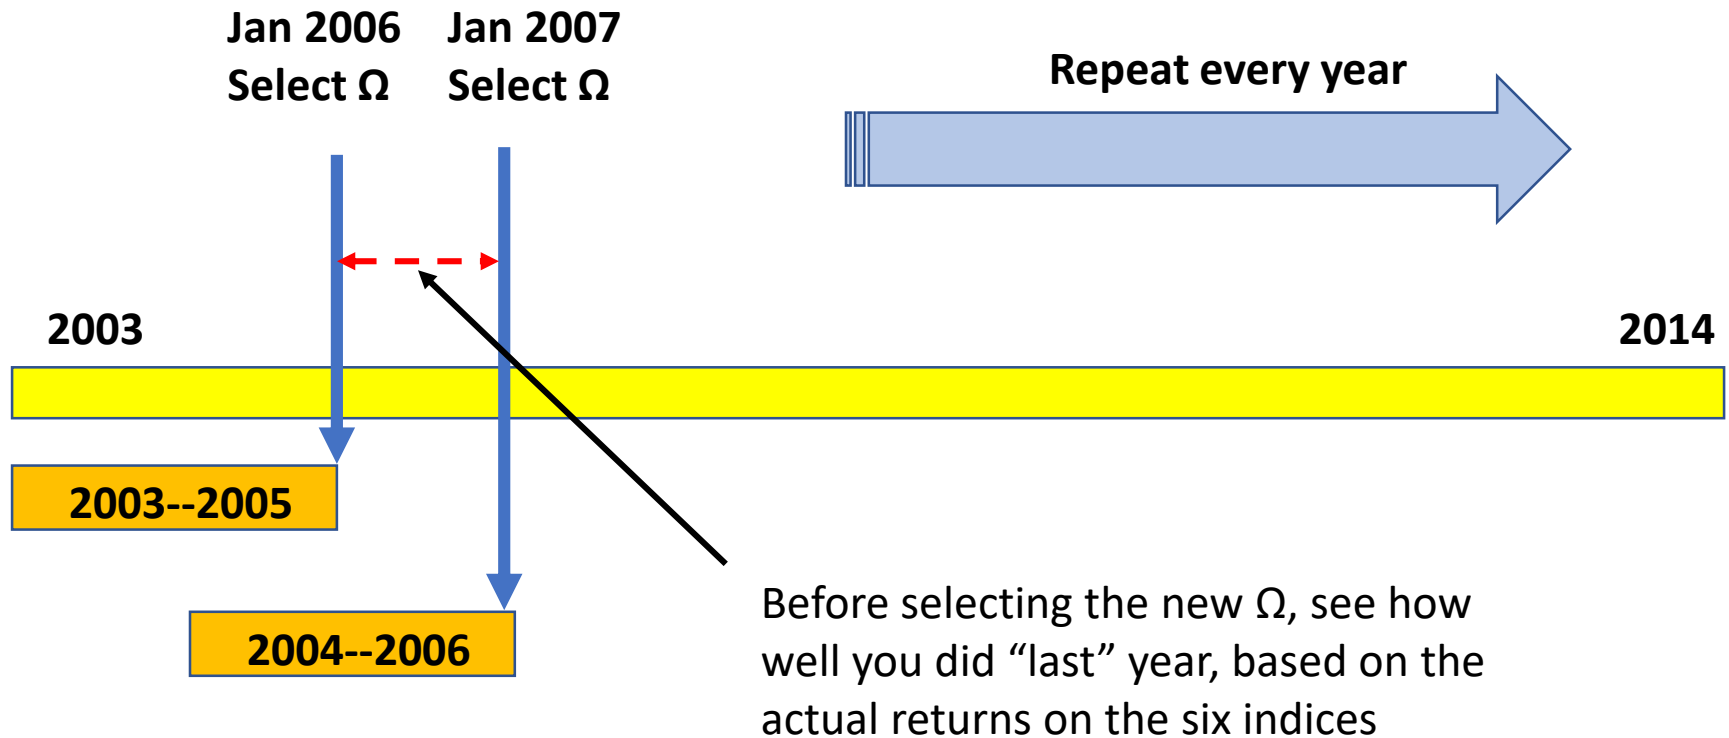 Jan 2006
Select Ω
Jan 2007
Select Ω
Repeat every year
2003
2014
2003--2005
2004--2006
Before selecting the new Ω, see how
well you did “last” year, based on the
actual returns on the six indices